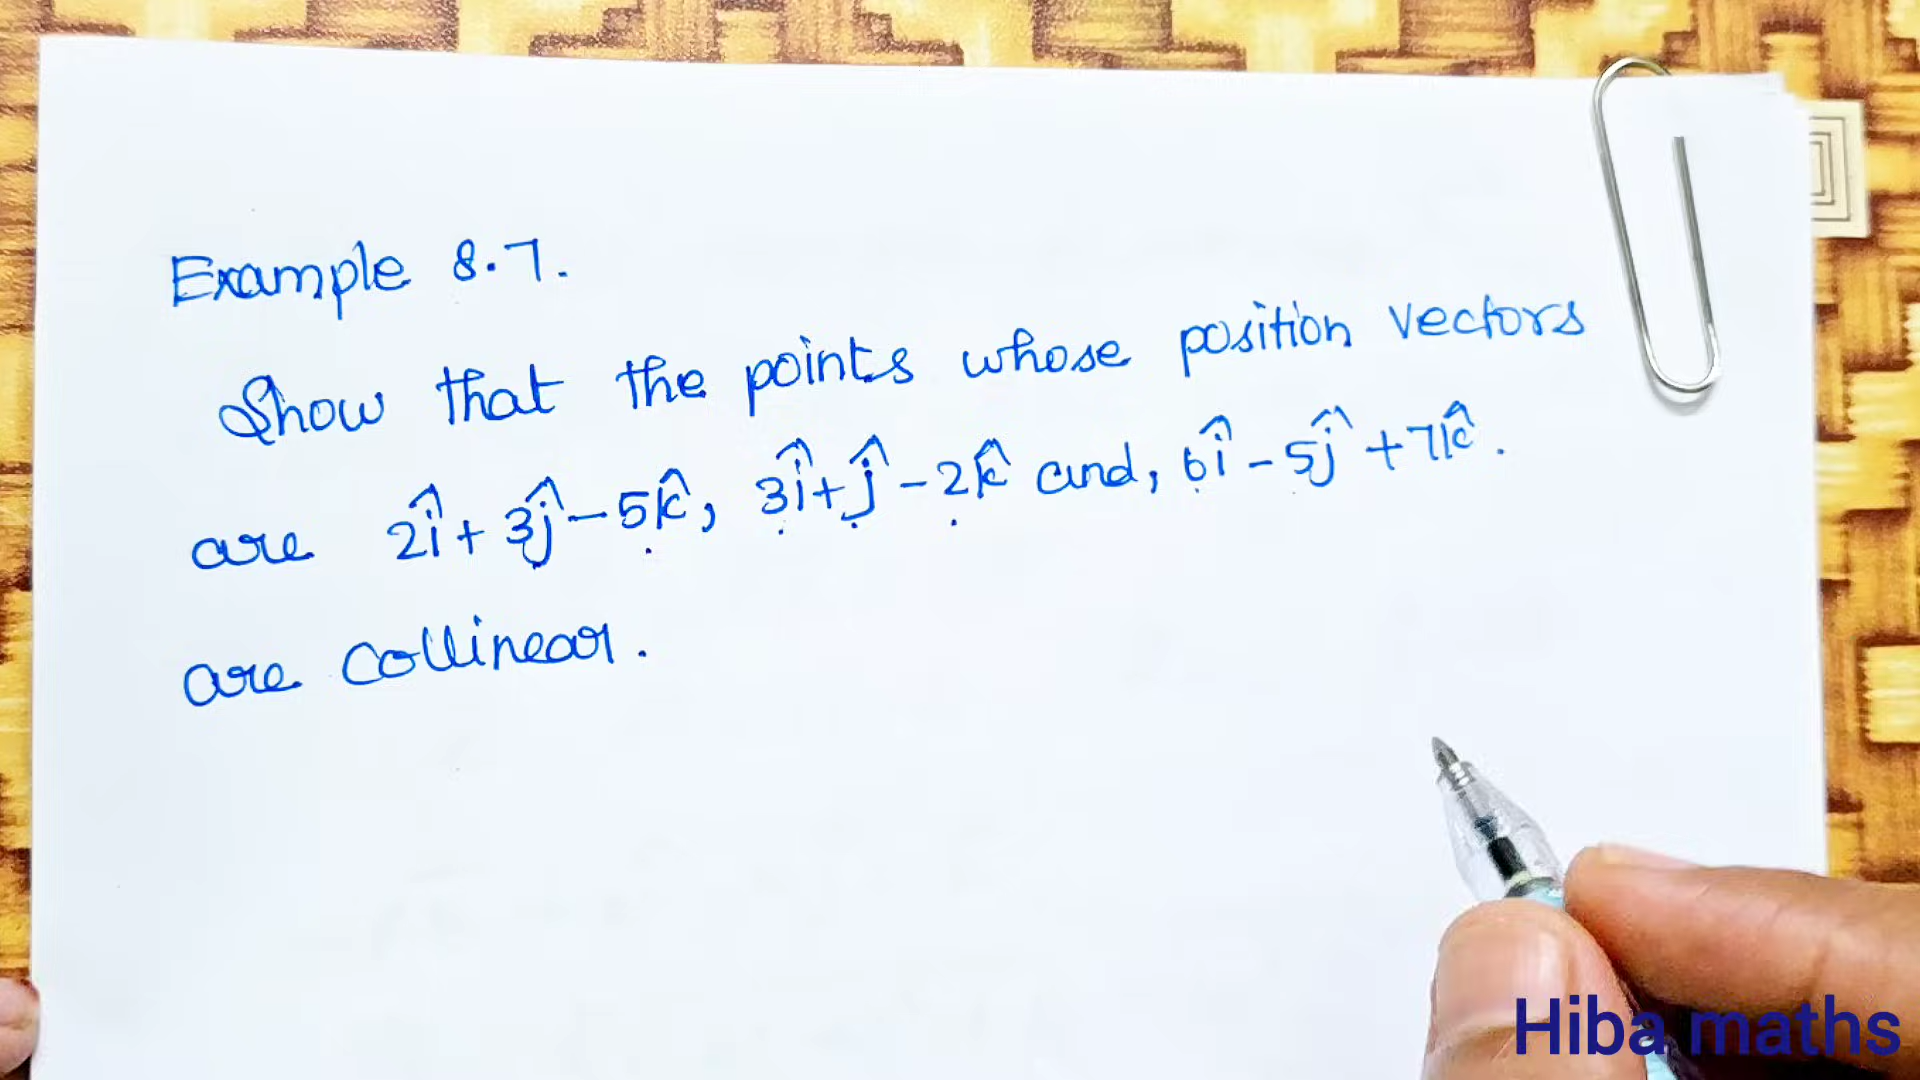 Example 8.7.
Show that the points whose position vectors
are 2î + 3ĵ - 5k̂, 3î + ĵ - 2k̂ and, 6î - 5ĵ + 7k̂.
are collinear.
Hiba maths